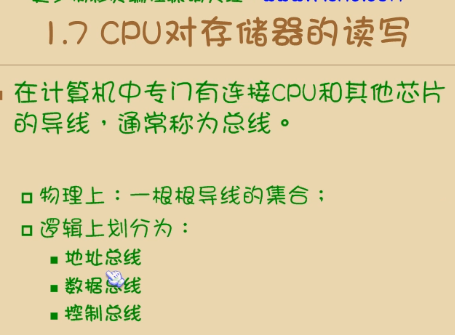 1.7 CPU对存储器的读写
在计算机中专门有连接CPU和其他芯片
的导线，通常称为总线。
物理上：一根根导线的集合；
逻辑上划分为：
地址总线
数据总线
控制总线